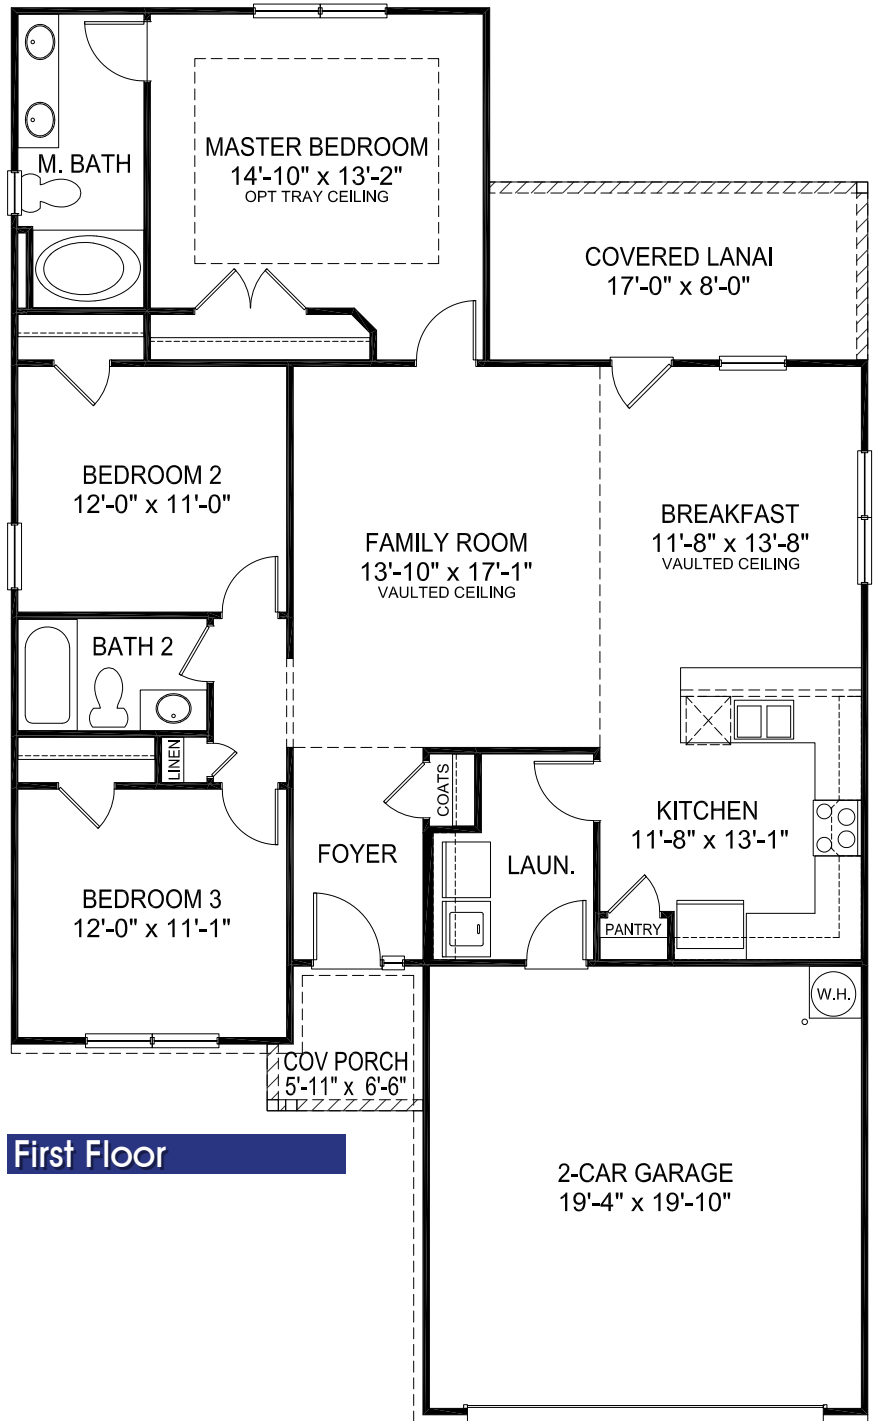 M. BATH
MASTER BEDROOM
14'-10" x 13'-2"
OPT TRAY CEILING
COVERED LANAI
17'-0" x 8'-0"
BEDROOM 2
12'-0" x 11'-0"
FAMILY ROOM
13'-10" x 17'-1"
VAULTED CEILING
BREAKFAST
11'-8" x 13'-8"
VAULTED CEILING
BATH 2
LINEN
COATS
KITCHEN
11'-8" x 13'-1"
FOYER
LAUN.
BEDROOM 3
12'-0" x 11'-1"
PANTRY
W.H.
COV PORCH
5'-11" x 6'-6"
First Floor
2-CAR GARAGE
19'-4" x 19'-10"